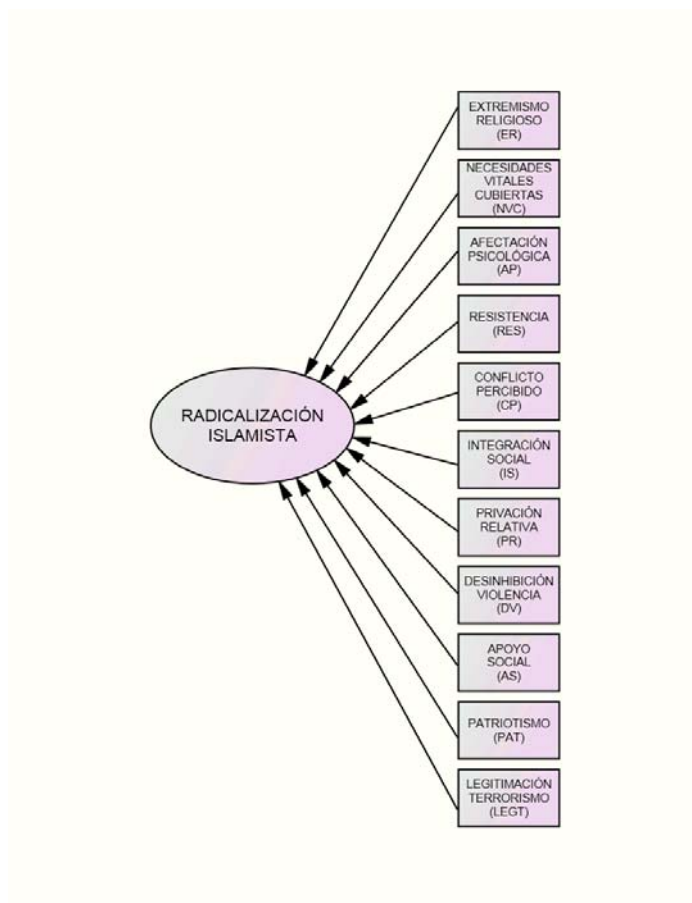 EXTREMISMO
RELIGIOSO
(ER)
NECESIDADES
VITALES
CUBIERTAS
(NVC)
AFECTACIÓN
PSICOLÓGICA
(AP)
RESISTENCIA
(RES)
CONFLICTO
PERCIBIDO
(CP)
INTEGRACIÓN
SOCIAL
(IS)
PRIVACIÓN
RELATIVA
(PR)
DESINHIBICIÓN
VIOLENCIA
(DV)
APOYO
SOCIAL
(AS)
PATRIOTISMO
(PAT)
LEGITIMACIÓN
TERRORISMO
(LEGT)
RADICALIZACIÓN
ISLAMISTA